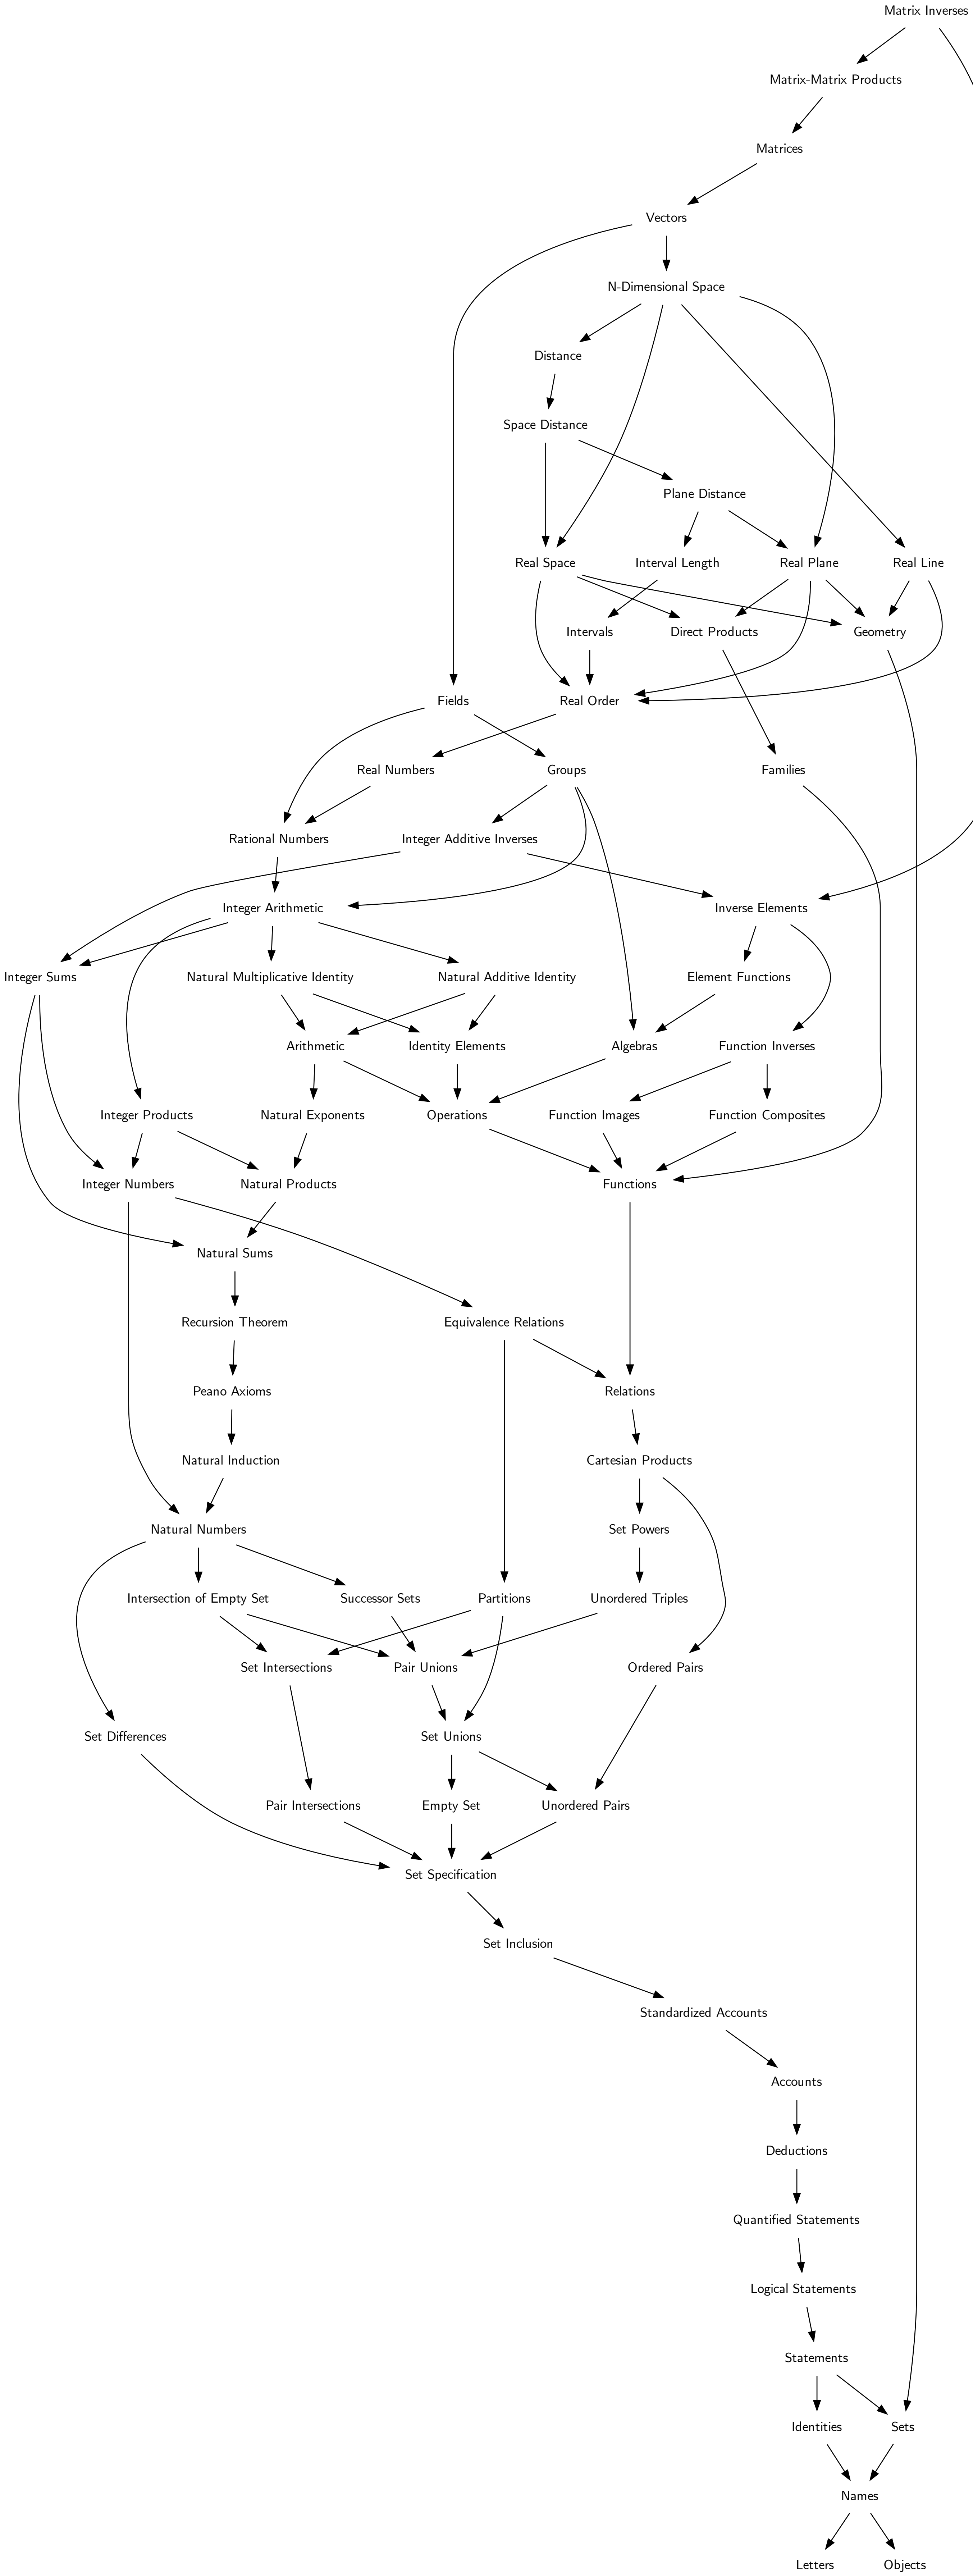 Matrix Inverses
Matrix-Matrix Products
Matrices
Vectors
N-Dimensional Space
Distance
Space Distance
Plane Distance
Real Space
Interval Length
Real Plane
Real Line
Intervals
Direct Products
Geometry
Fields
Real Order
Real Numbers
Groups
Families
Rational Numbers
Integer Additive Inverses
Integer Arithmetic
Inverse Elements
Integer Sums
Natural Multiplicative Identity
Natural Additive Identity
Element Functions
Arithmetic
Identity Elements
Algebras
Function Inverses
Integer Products
Natural Exponents
Operations
Function Images
Function Composites
Integer Numbers
Natural Products
Functions
Natural Sums
Recursion Theorem
Equivalence Relations
Peano Axioms
Relations
Natural Induction
Cartesian Products
Natural Numbers
Set Powers
Intersection of Empty Set
Successor Sets
Partitions
Unordered Triples
Set Intersections
Pair Unions
Ordered Pairs
Set Differences
Set Unions
Pair Intersections
Empty Set
Unordered Pairs
Set Specification
Set Inclusion
Standardized Accounts
Accounts
Deductions
Quantified Statements
Logical Statements
Statements
Identities
Sets
Names
Letters
Objects